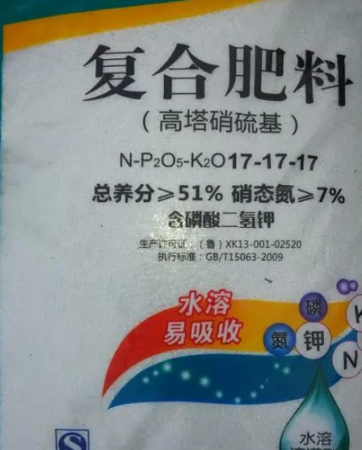 复合肥料
（高塔硝硫基）
N-P₂O₅-K₂O 17-17-17
总养分≥51% 硝态氮≥7%
含磷酸二氢钾
生产许可证：（鲁）XK13-001-02520
执行标准：GB/T15063-2009
水溶
易吸收
磷
K
氮
钾
N
水溶